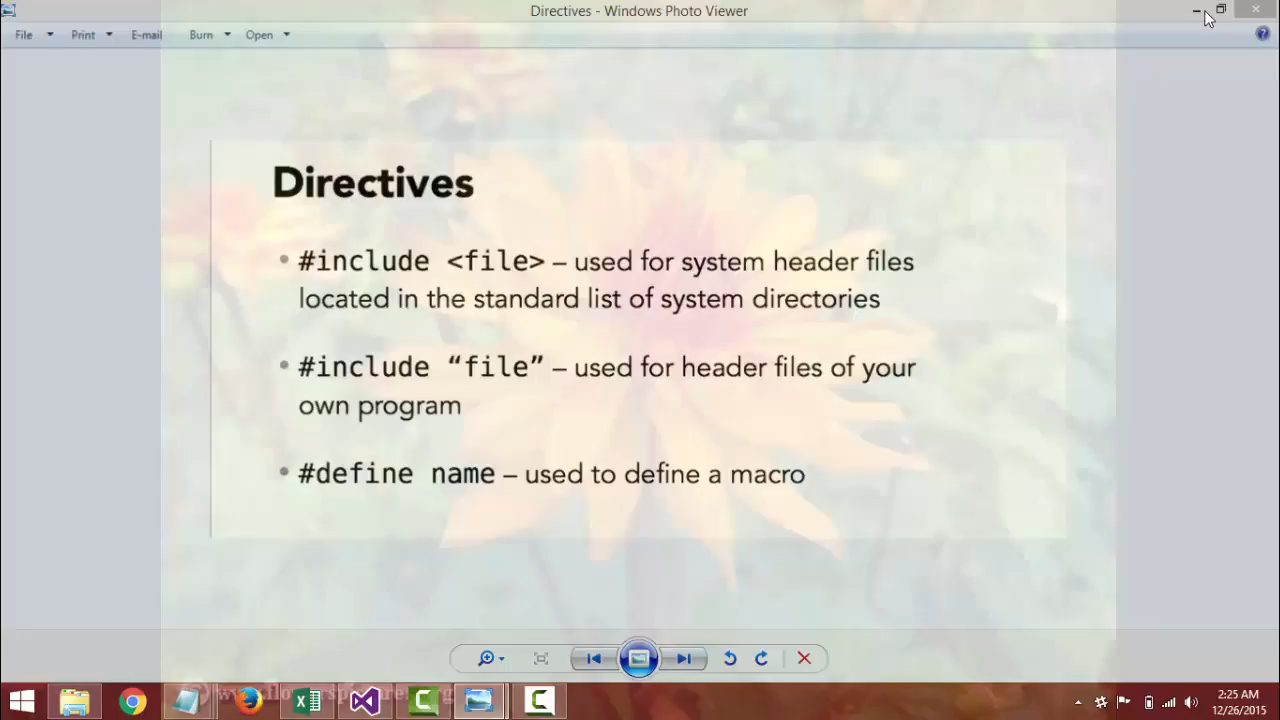 Directives - Windows Photo Viewer
File Print E-mail Burn Open
Directives
• #include <file> – used for system header files
located in the standard list of system directories
• #include “file” – used for header files of your
own program
• #define name – used to define a macro
2:25 AM
12/26/2015